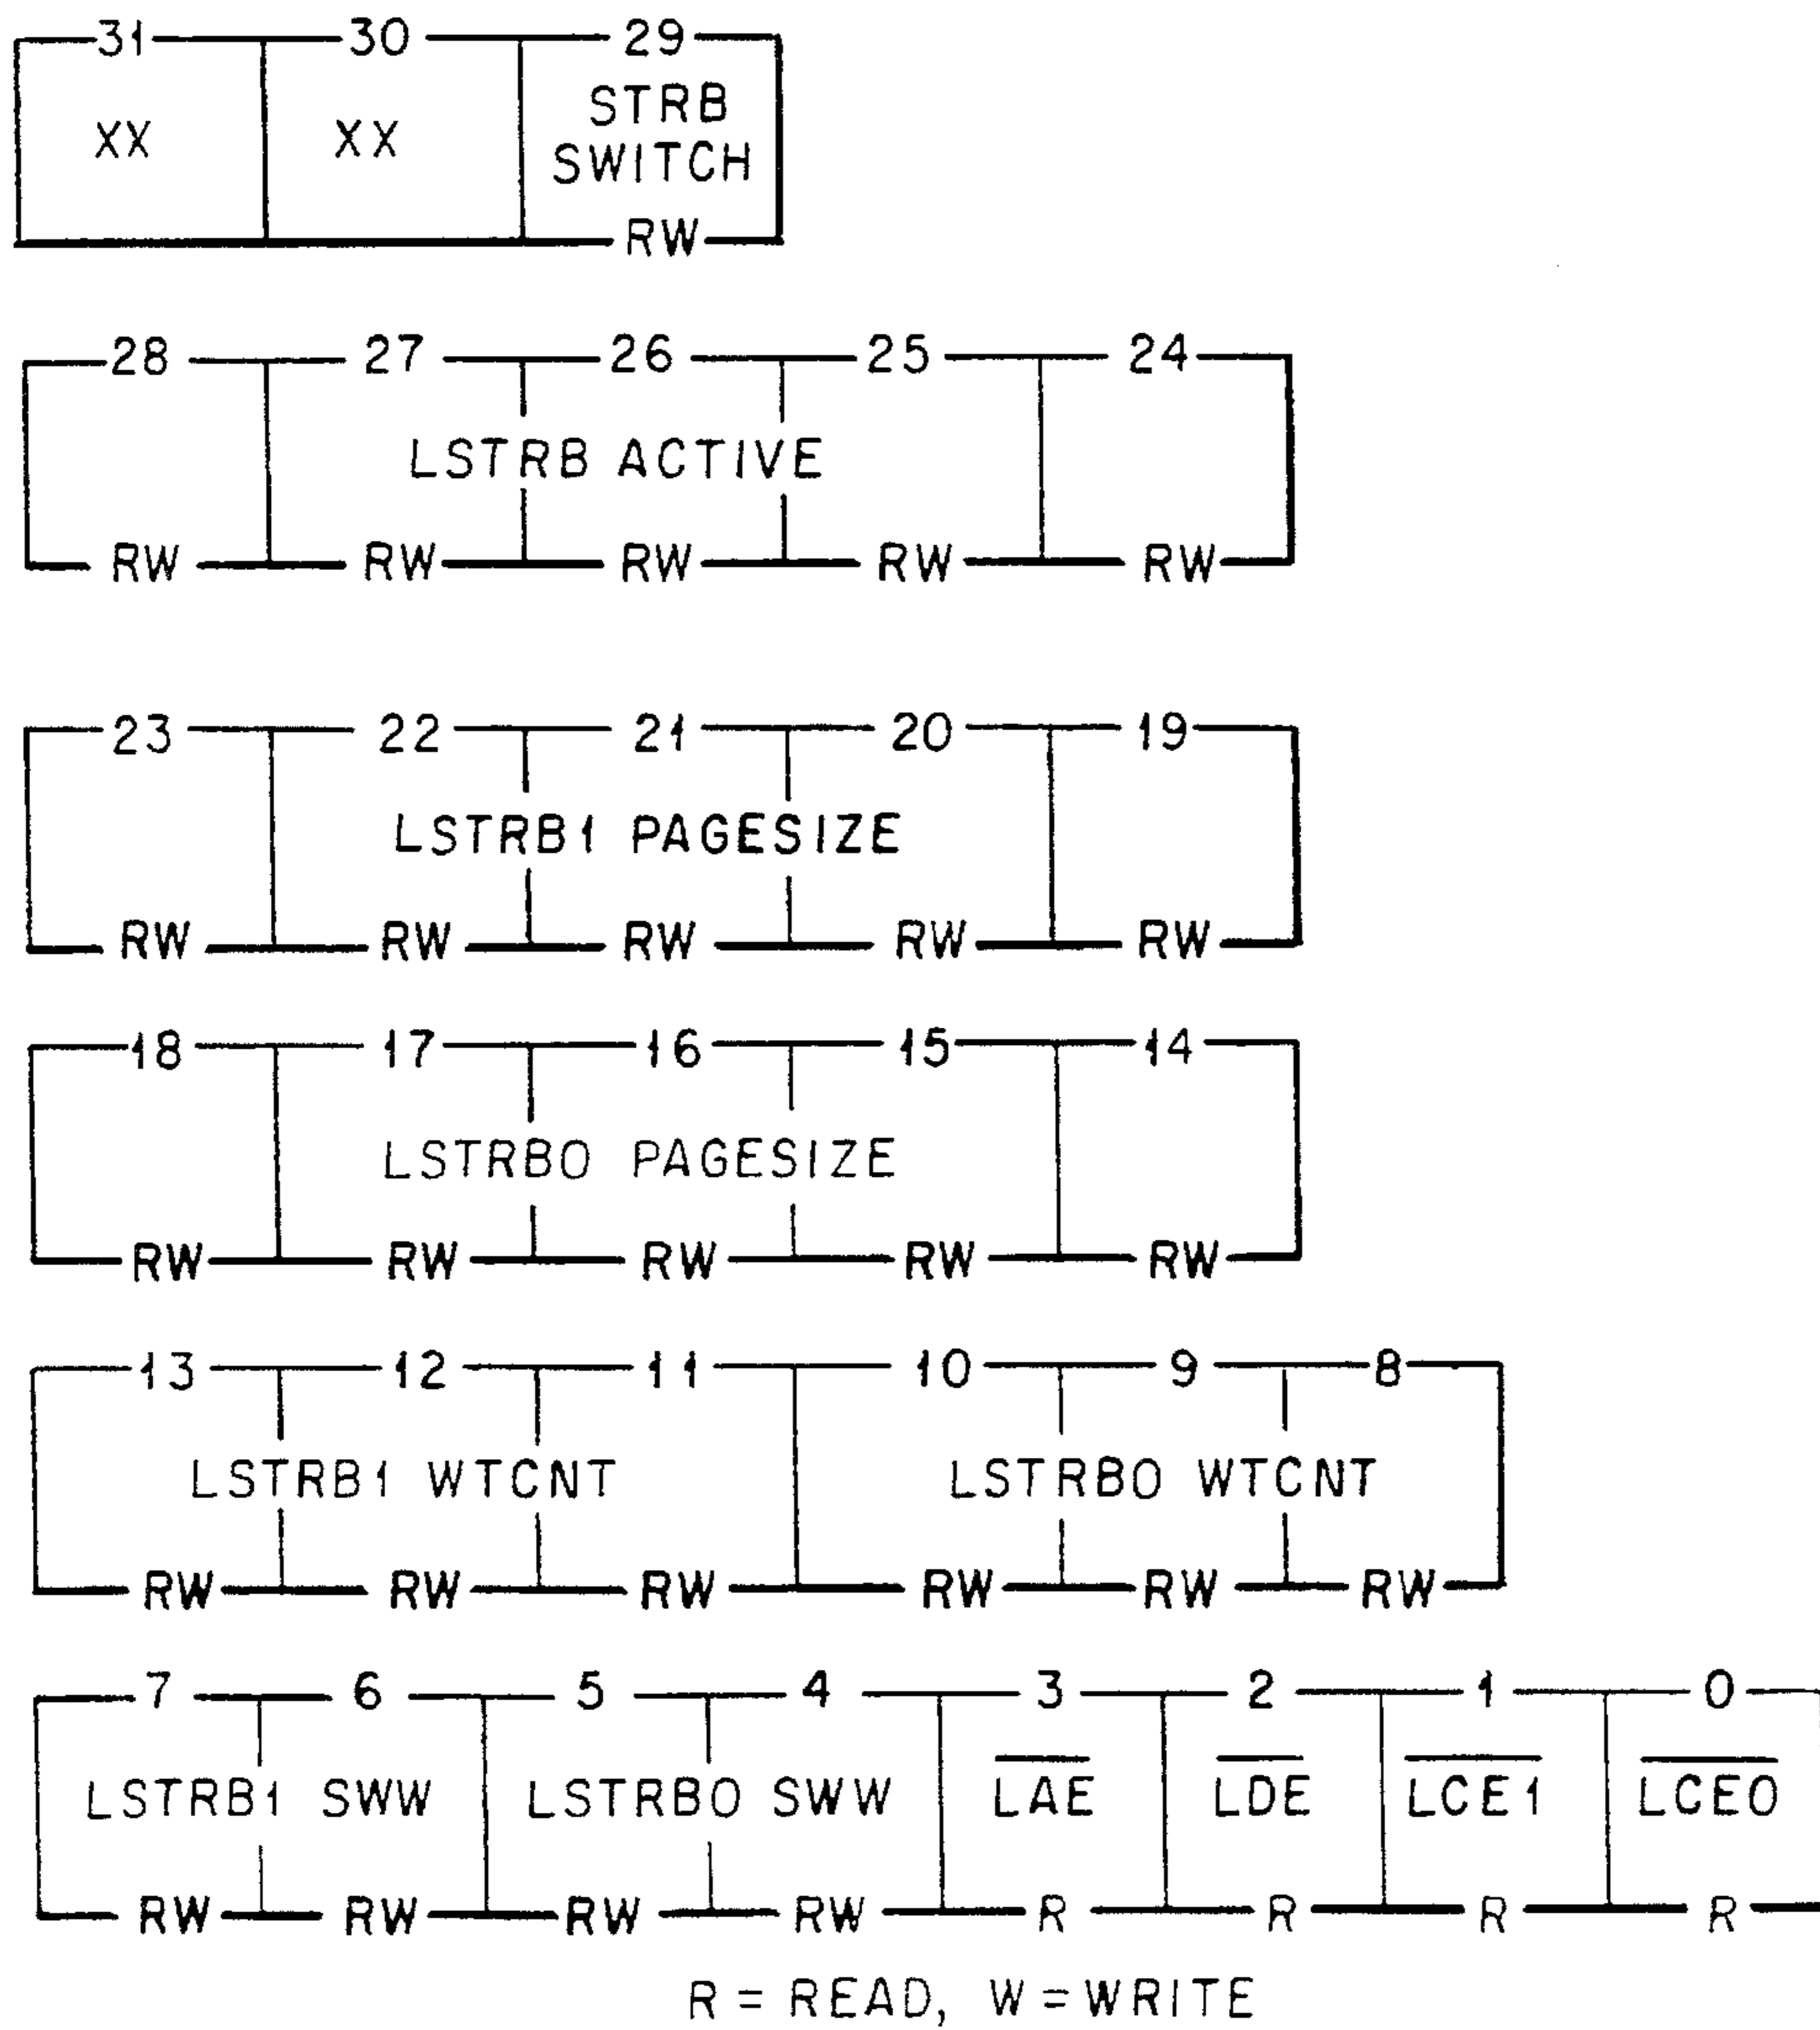 31 30 29
XX XX STRB
SWITCH
RW
28 27 26 25 24
LSTRB ACTIVE
RW RW RW RW RW
23 22 21 20 19
LSTRB1 PAGESIZE
RW RW RW RW RW
18 17 16 15 14
LSTRB0 PAGESIZE
RW RW RW RW RW
13 12 11 10 9 8
LSTRB1 WTCNT LSTRB0 WTCNT
RW RW RW RW RW RW
7 6 5 4 3 2 1 0
LSTRB1 SWW LSTRB0 SWW L̅A̅E̅ L̅D̅E̅ L̅C̅E̅1̅ L̅C̅E̅0̅
RW RW RW RW R R R R
R = READ, W = WRITE